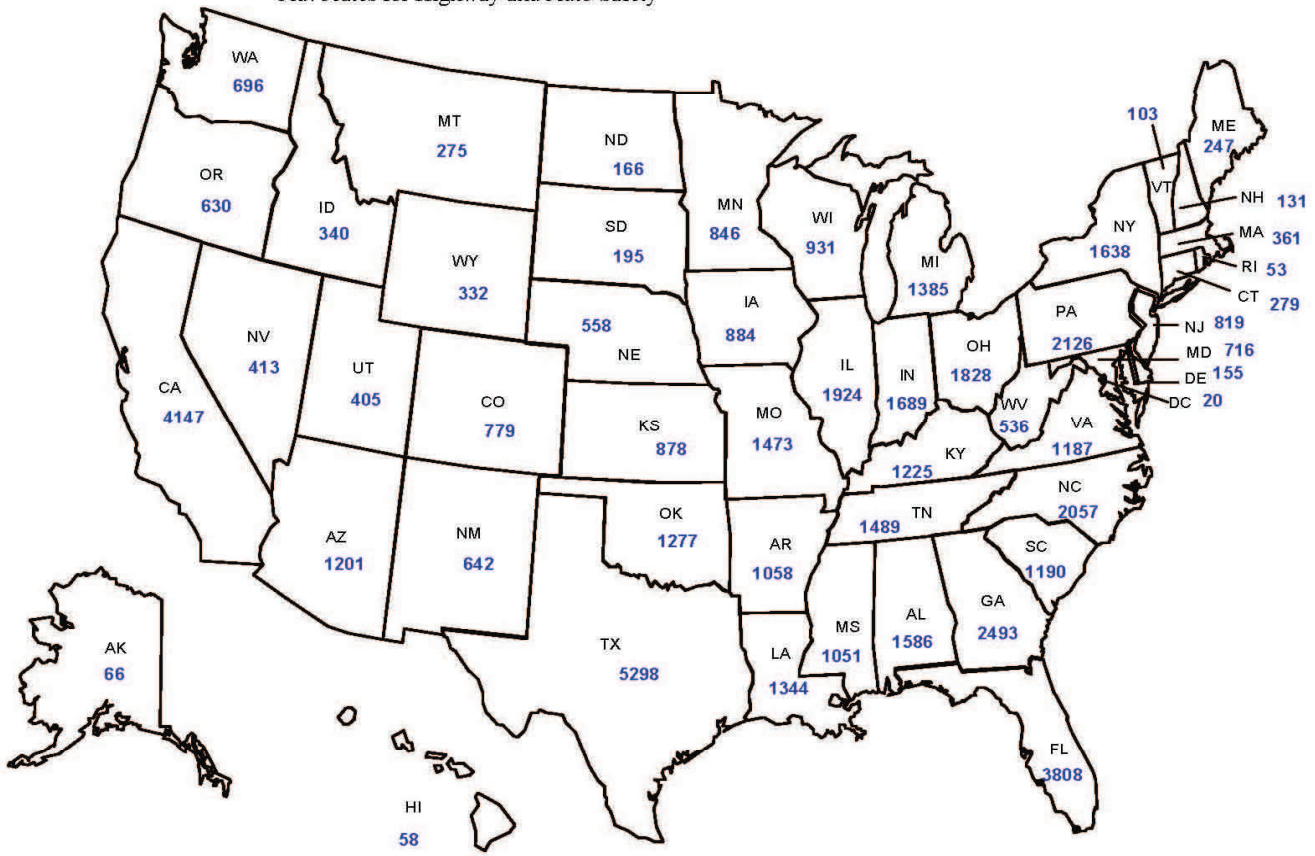 WA
696
MT
275
ND
166
OR
630
ID
340
WY
332
SD
195
MN
846
WI
931
MI
1385
103
VT
ME
247
NH 131
MA 361
RI 53
CT 279
NY
1638
PA
2126
NJ 819
MD 716
DE 155
DC 20
NV
413
UT
405
CA
4147
CO
779
558
NE
IA
884
KS
878
MO
1473
IL
1924
IN
1689
OH
1828
WV
536
VA
1187
KY
1225
NC
2057
TN
1489
AZ
1201
NM
642
OK
1277
AR
1058
SC
1190
GA
2493
AL
1586
MS
1051
LA
1344
TX
5298
AK
66
HI
58
FL
3808